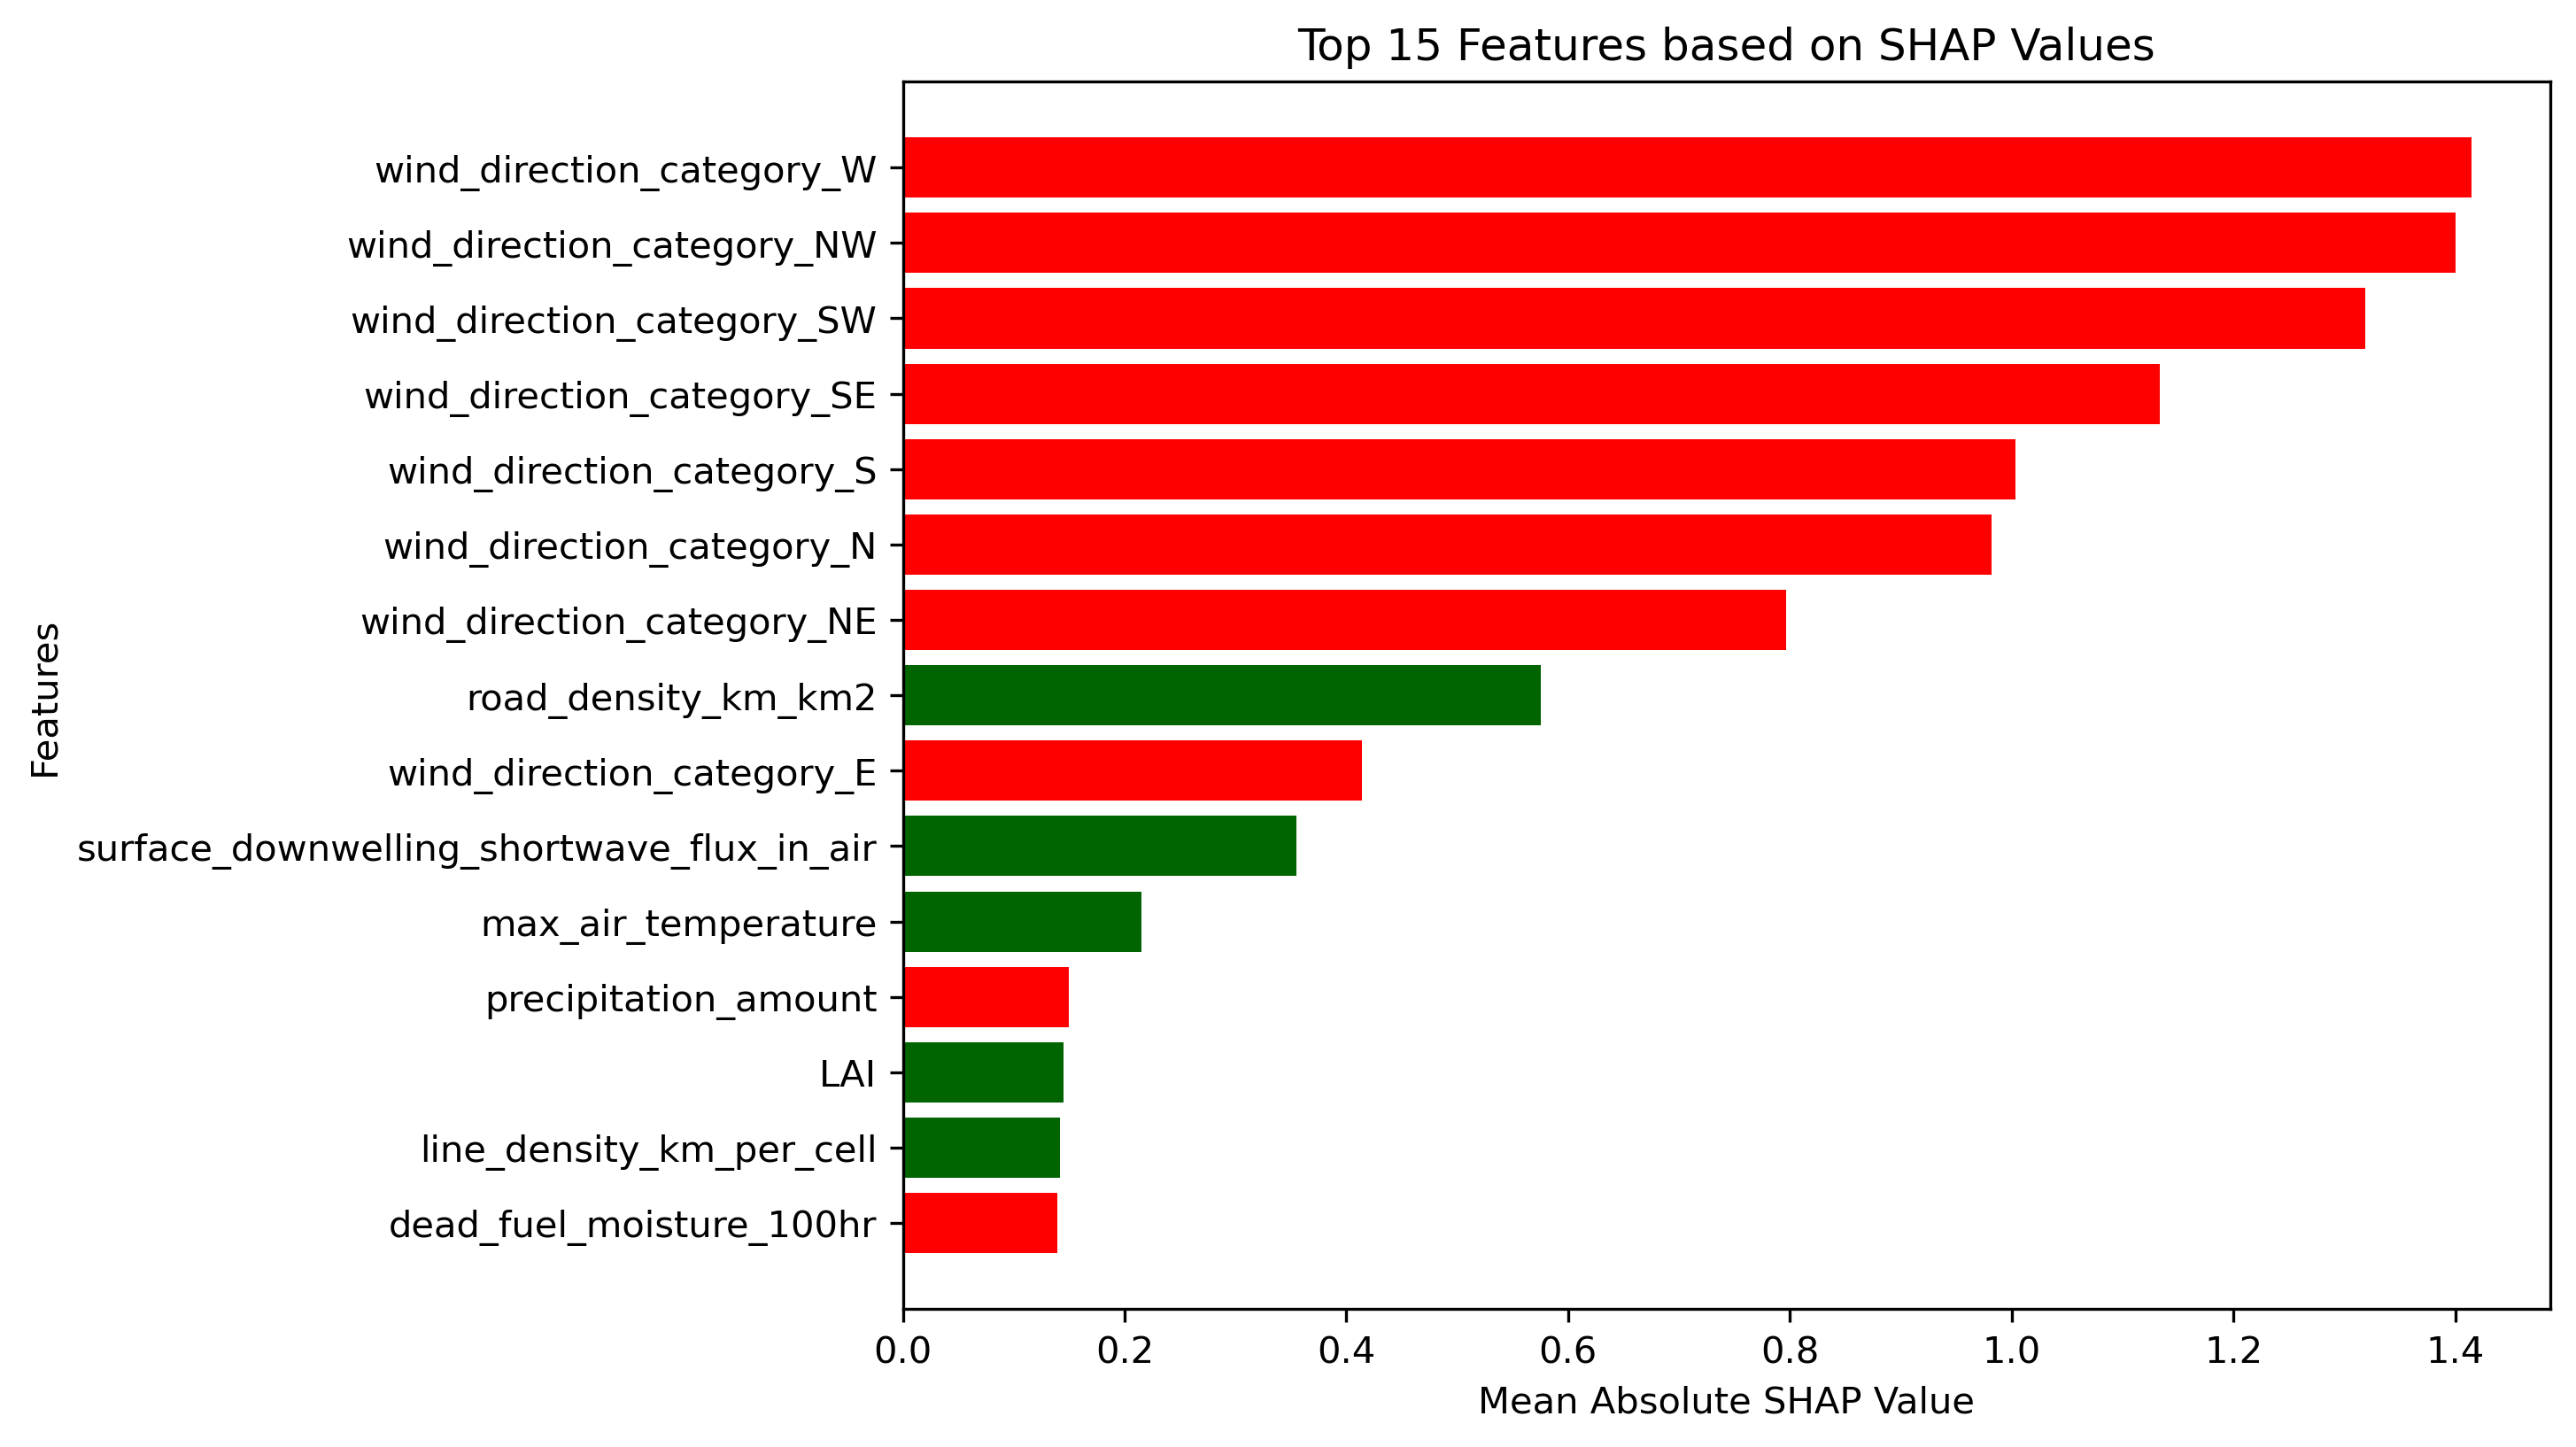 Top 15 Features based on SHAP Values
Features
wind_direction_category_W
wind_direction_category_NW
wind_direction_category_SW
wind_direction_category_SE
wind_direction_category_S
wind_direction_category_N
wind_direction_category_NE
road_density_km_km2
wind_direction_category_E
surface_downwelling_shortwave_flux_in_air
max_air_temperature
precipitation_amount
LAI
line_density_km_per_cell
dead_fuel_moisture_100hr
0.0 0.2 0.4 0.6 0.8 1.0 1.2 1.4
Mean Absolute SHAP Value